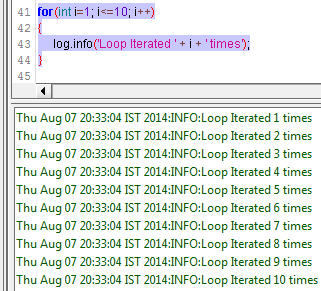 41 for(int i=1; i<=10; i++)
42 {
43 log.info('Loop Iterated ' + i + ' times');
44 }
45
Thu Aug 07 20:33:04 IST 2014:INFO:Loop Iterated 1 times
Thu Aug 07 20:33:04 IST 2014:INFO:Loop Iterated 2 times
Thu Aug 07 20:33:04 IST 2014:INFO:Loop Iterated 3 times
Thu Aug 07 20:33:04 IST 2014:INFO:Loop Iterated 4 times
Thu Aug 07 20:33:04 IST 2014:INFO:Loop Iterated 5 times
Thu Aug 07 20:33:04 IST 2014:INFO:Loop Iterated 6 times
Thu Aug 07 20:33:04 IST 2014:INFO:Loop Iterated 7 times
Thu Aug 07 20:33:04 IST 2014:INFO:Loop Iterated 8 times
Thu Aug 07 20:33:04 IST 2014:INFO:Loop Iterated 9 times
Thu Aug 07 20:33:04 IST 2014:INFO:Loop Iterated 10 times